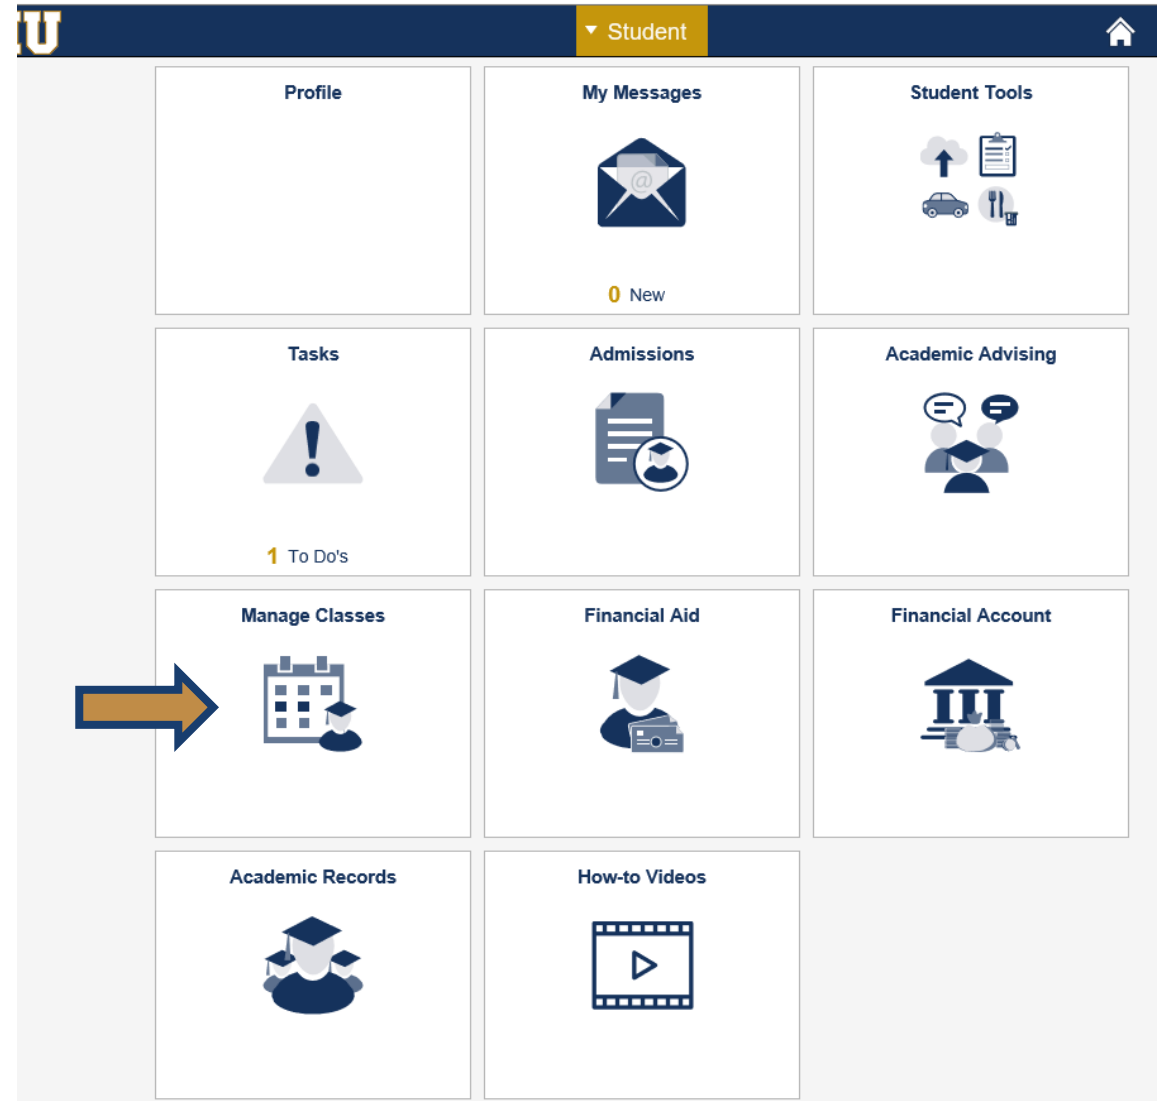 U
Student
Profile
My Messages
Student Tools
@
0 New
Tasks
Admissions
Academic Advising
!
1 To Do's
Manage Classes
Financial Aid
Financial Account
Academic Records
How-to Videos